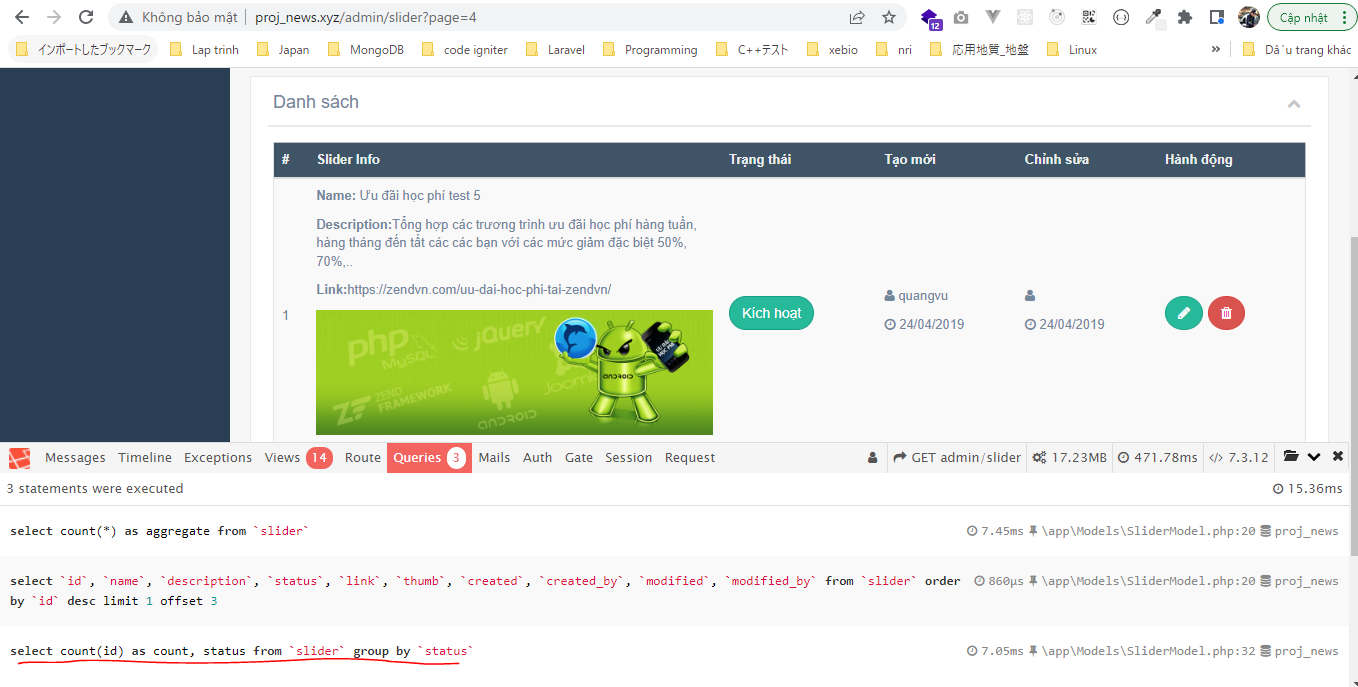 Không bảo mật
proj_news.xyz/admin/slider?page=4
12
Cập nhật
インポートしたブックマーク
Lap trinh
Japan
MongoDB
code igniter
Laravel
Programming
C++テスト
xebio
nri
応用地質_地盤
Linux
»
Dấu trang khác
Danh sách
# Slider Info Trạng thái Tạo mới Chỉnh sửa Hành động
Name: Ưu đãi học phí test 5
Description:Tổng hợp các trương trình ưu đãi học phí hàng tuần,
hàng tháng đến tất các các bạn với các mức giảm đặc biệt 50%,
70%,..
Link:https://zendvn.com/uu-dai-hoc-phi-tai-zendvn/
1
php
MySQL
jQuery
ZEND
FRAMEWORK
ANDROID
ANDROID
Kích hoạt
quangvu
24/04/2019
24/04/2019
Messages Timeline Exceptions Views 14 Route Queries 3 Mails Auth Gate Session Request
GET admin/slider 17.23MB 471.78ms </> 7.3.12
3 statements were executed 15.36ms
select count(*) as aggregate from `slider` 7.45ms \app\Models\SliderModel.php:20 proj_news
select `id`, `name`, `description`, `status`, `link`, `thumb`, `created`, `created_by`, `modified`, `modified_by` from `slider` order 860μs \app\Models\SliderModel.php:20 proj_news
by `id` desc limit 1 offset 3
select count(id) as count, status from `slider` group by `status` 7.05ms \app\Models\SliderModel.php:32 proj_news